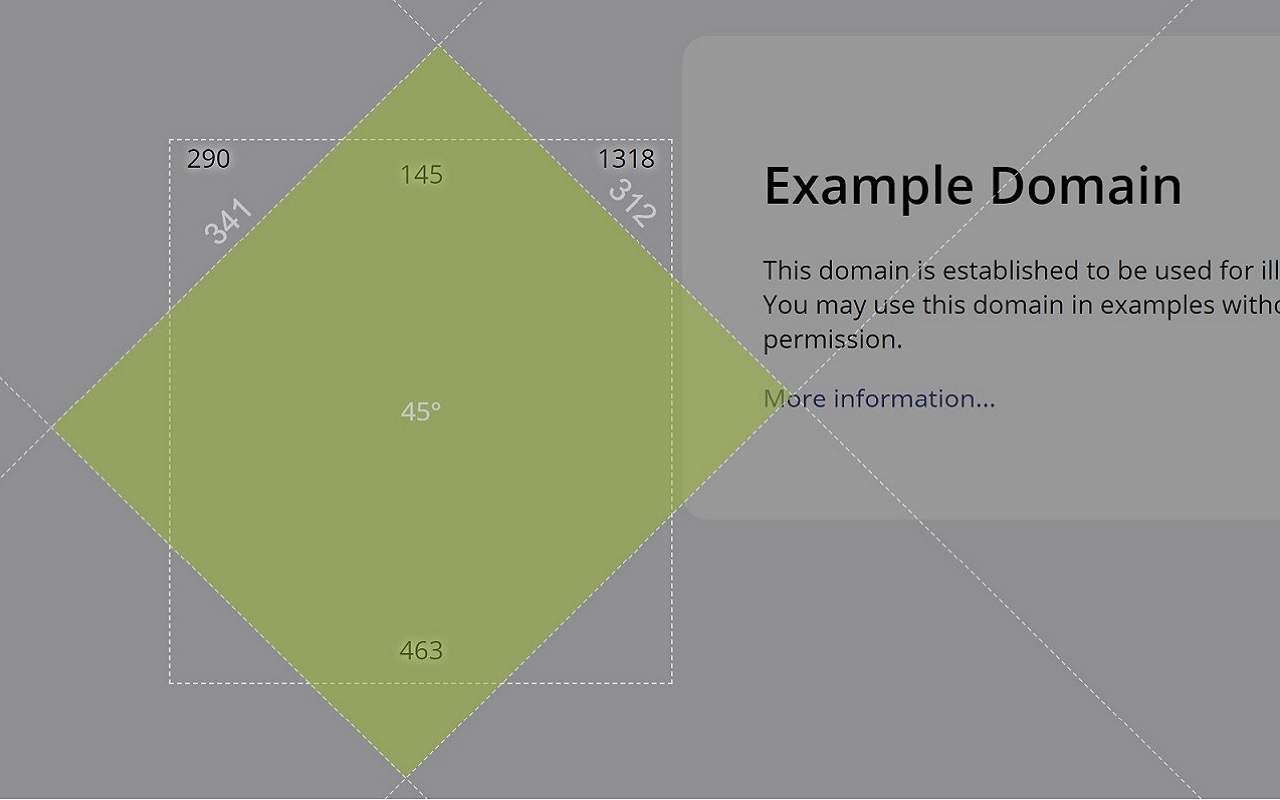 290
1318
145
341
312
Example Domain
This domain is established to be used for ill
You may use this domain in examples witho
permission.
More information...
45°
463